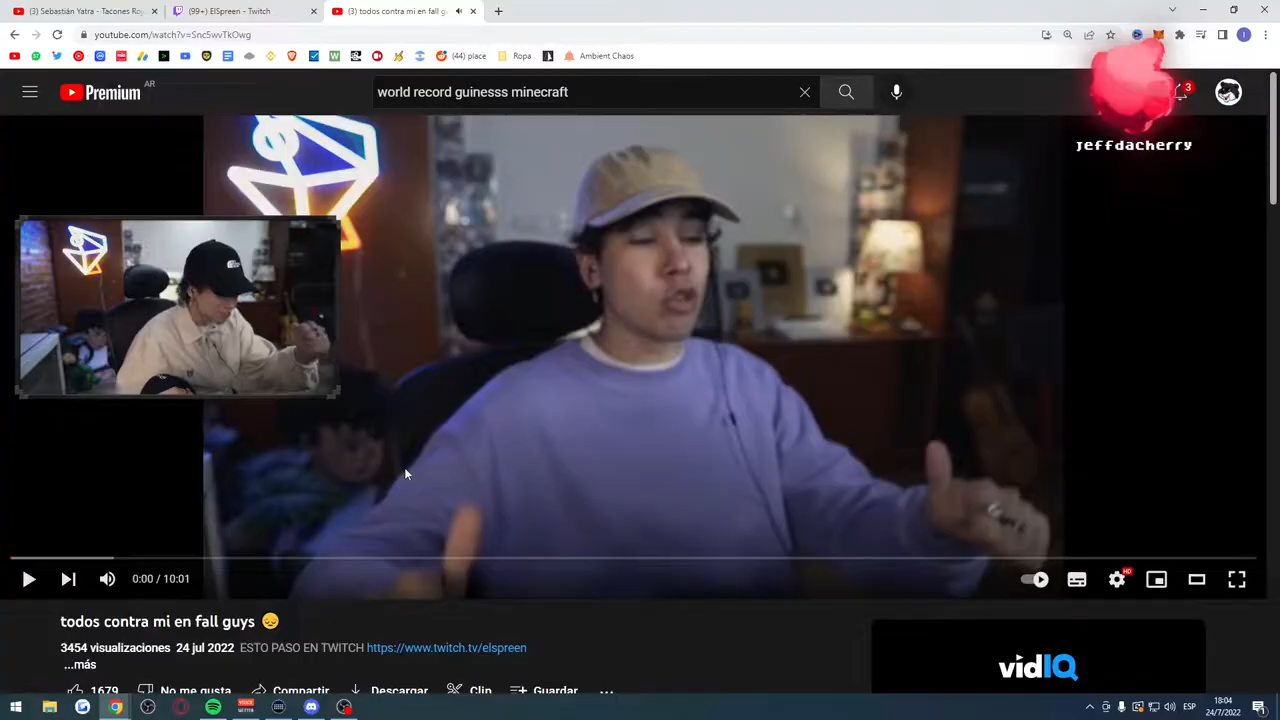 (3) Sebastián Yatra - Tacones Roj
(99+) ElSpreen - Twitch
(3) todos contra mi en fall gu
youtube.com/watch?v=Snc5wvTkOwg
(44) place
Ropa
Ambient Chaos
Premium AR
world record guinesss minecraft
3
jeffdacherry
0:00 / 10:01
HD
todos contra mi en fall guys
3454 visualizaciones 24 jul 2022 ESTO PASO EN TWITCH https://www.twitch.tv/elspreen
...más
1679 No me gusta Compartir Descargar Clip Guardar
vidIQ
ESP
18:04
24/7/2022